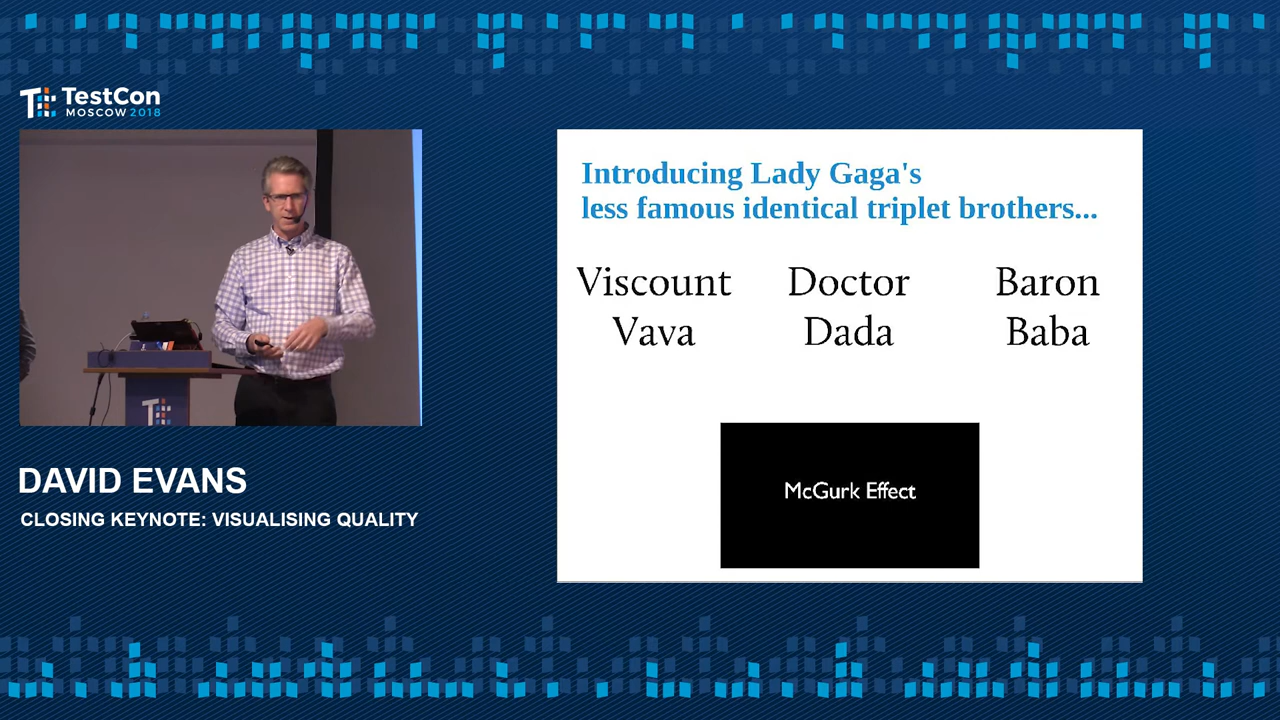 TestCon
MOSCOW 2018
DAVID EVANS
CLOSING KEYNOTE: VISUALISING QUALITY
Introducing Lady Gaga's
less famous identical triplet brothers...
Viscount Doctor Baron
Vava Dada Baba
McGurk Effect